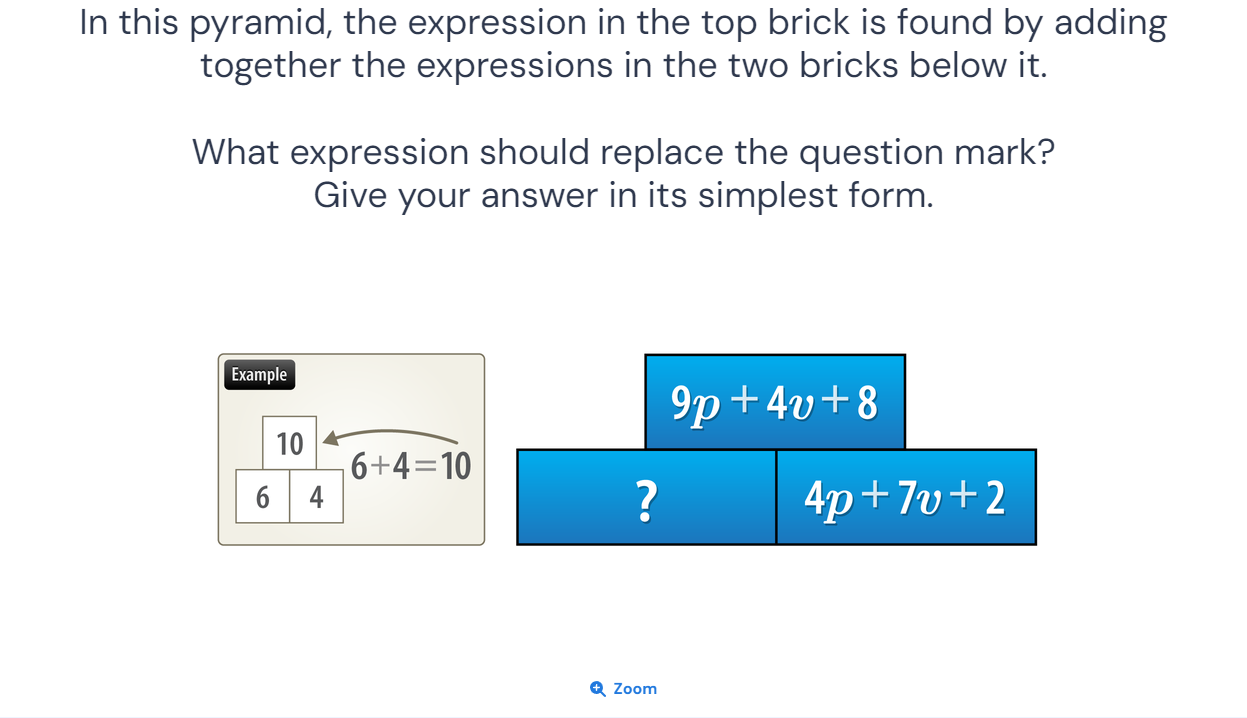 In this pyramid, the expression in the top brick is found by adding
together the expressions in the two bricks below it.
What expression should replace the question mark?
Give your answer in its simplest form.
Example
10
6+4=10
6 4
9p + 4v + 8
? 4p + 7v + 2
Zoom